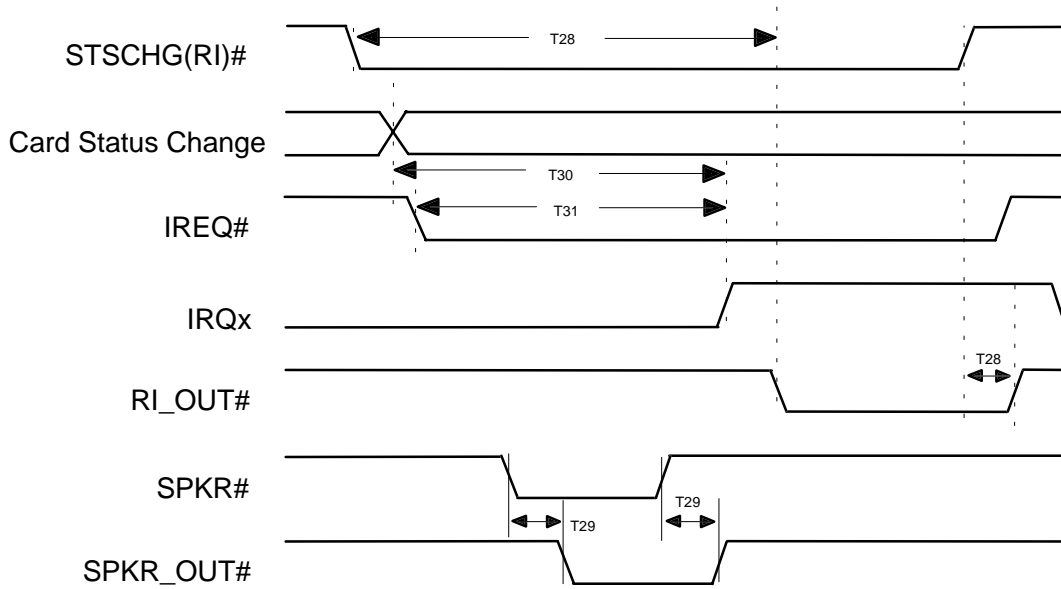 STSCHG(RI)#
T28
Card Status Change
T30
T31
IREQ#
IRQx
T28
RI_OUT#
SPKR#
T29
T29
SPKR_OUT#